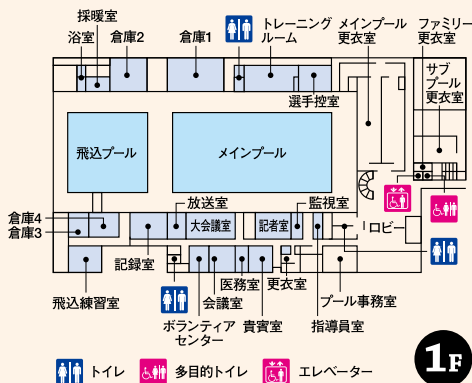 採暖室
浴室
倉庫2
倉庫1
トレーニング
ルーム
メインプール
更衣室
ファミリー
更衣室
選手控室
サブ
プール
更衣室
飛込プール
メインプール
放送室
監視室
倉庫4
倉庫3
大会議室
記者室
ロビー
記録室
飛込練習室
医務室
更衣室
会議室
プール事務室
ボランティア
センター
貴賓室
指導員室
トイレ
多目的トイレ
エレベーター
1F